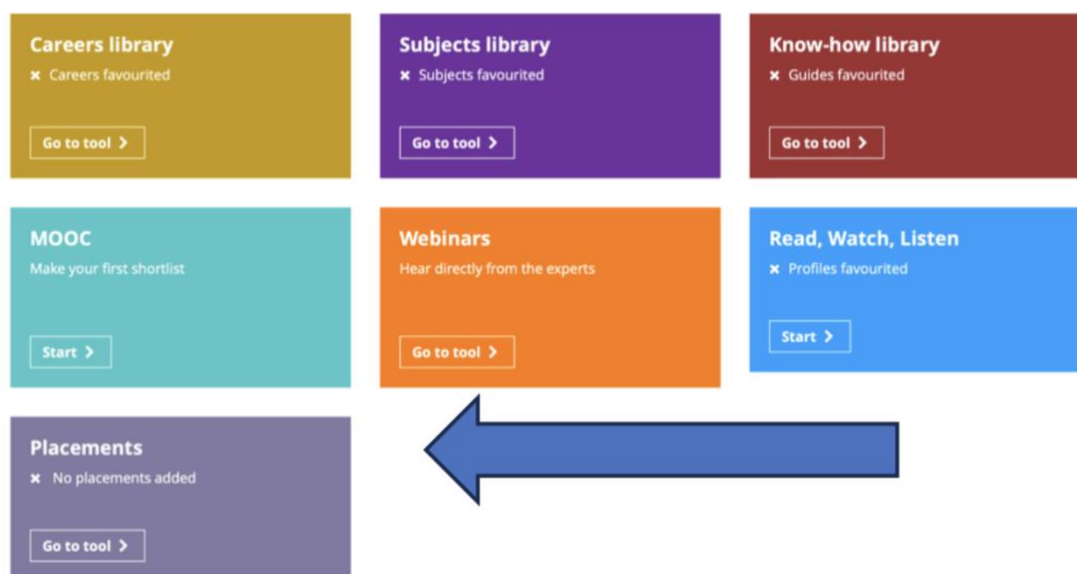 Careers library
× Careers favourited
Go to tool >
Subjects library
× Subjects favourited
Go to tool >
Know-how library
× Guides favourited
Go to tool >
MOOC
Make your first shortlist
Start >
Webinars
Hear directly from the experts
Go to tool >
Read, Watch, Listen
× Profiles favourited
Start >
Placements
× No placements added
Go to tool >